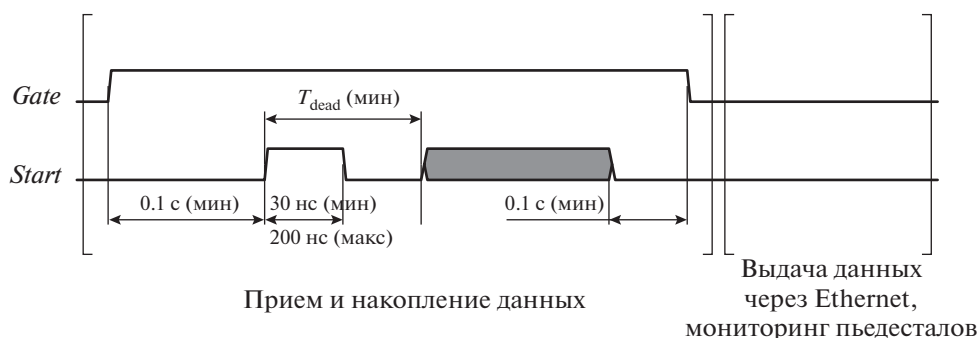 Gate
T_dead (мин)
Start
0.1 с (мин) 30 нс (мин) 0.1 с (мин)
200 нс (макс)
Прием и накопление данных
Выдача данных
через Ethernet,
мониторинг пьедесталов